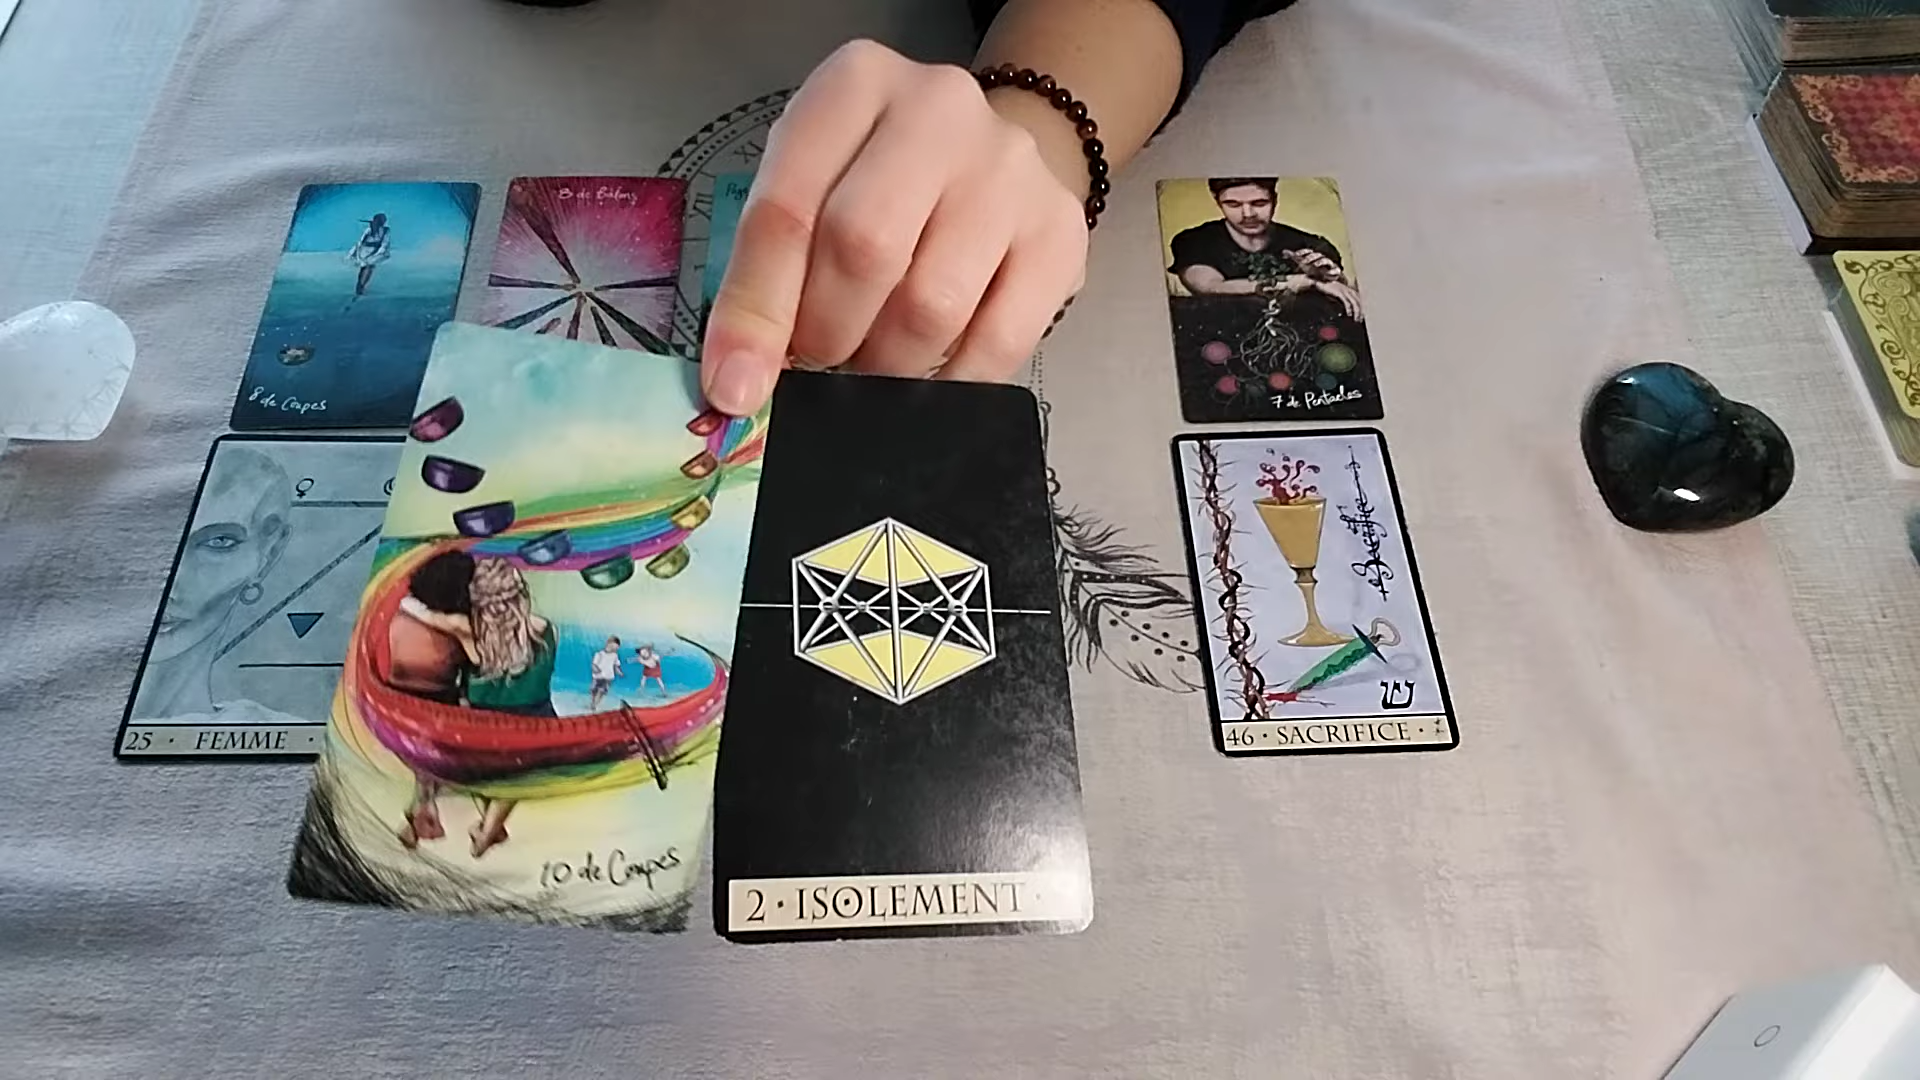 8 de Bâtons
8 de Coupes
7 de Pentacles
Sacrifice
ש
25 · FEMME ·
46 · SACRIFICE ·
10 de Coupes
2 · ISOLEMENT ·